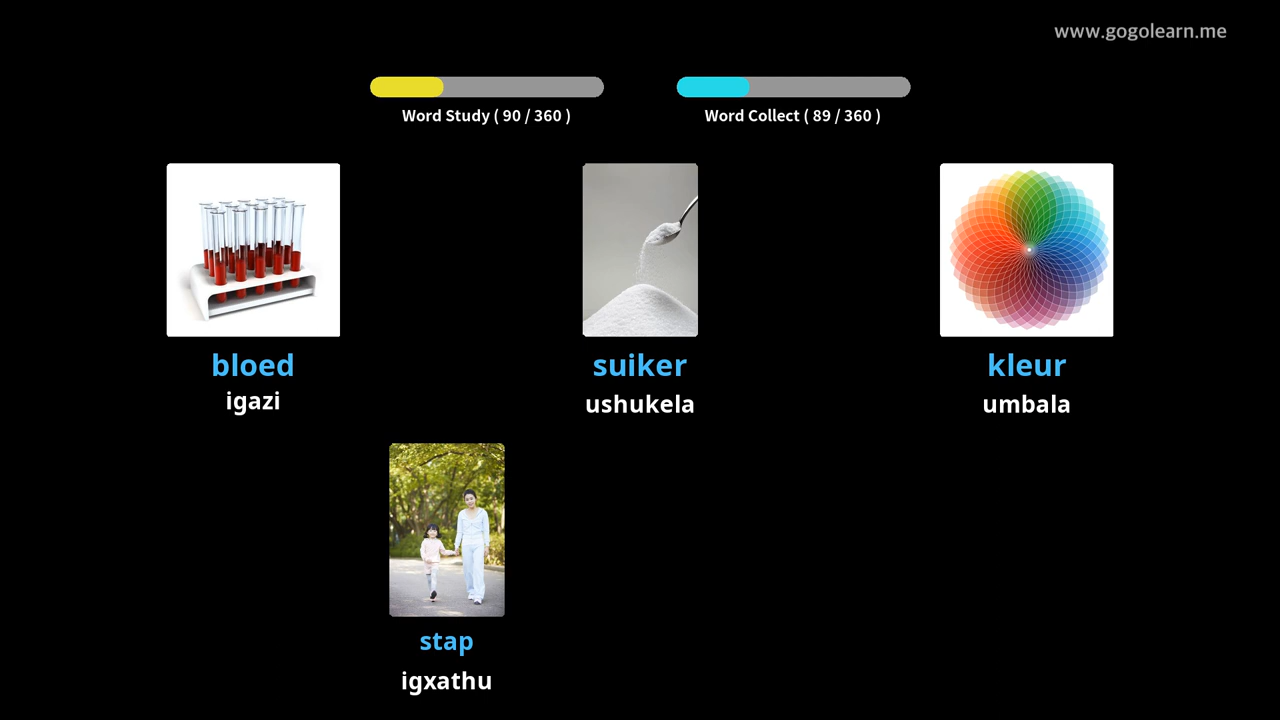 www.gogolearn.me
Word Study ( 90 / 360 )
Word Collect ( 89 / 360 )
bloed
igazi
suiker
ushukela
kleur
umbala
stap
igxathu